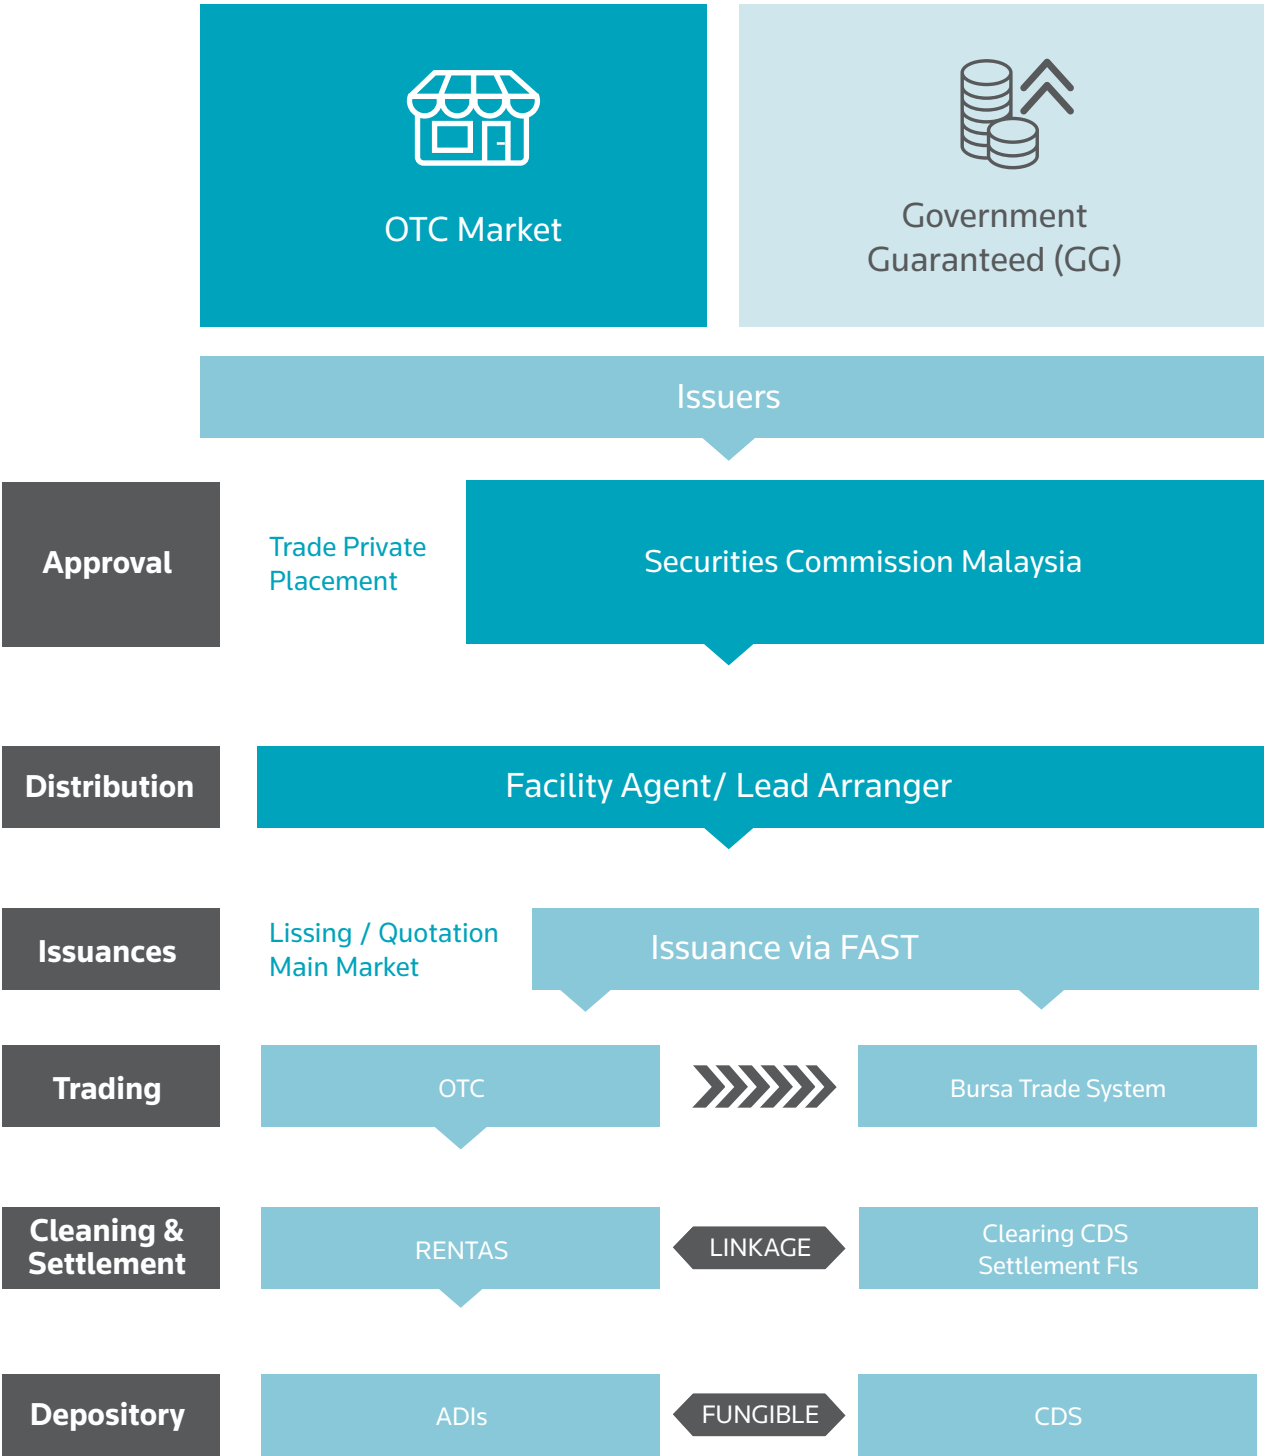 OTC Market
Government
Guaranteed (GG)
Issuers
Approval
Trade Private
Placement
Securities Commission Malaysia
Distribution
Facility Agent/ Lead Arranger
Issuances
Lissing / Quotation
Main Market
Issuance via FAST
Trading
OTC
Bursa Trade System
Cleaning &
Settlement
RENTAS
LINKAGE
Clearing CDS
Settlement Fls
Depository
ADIs
FUNGIBLE
CDS